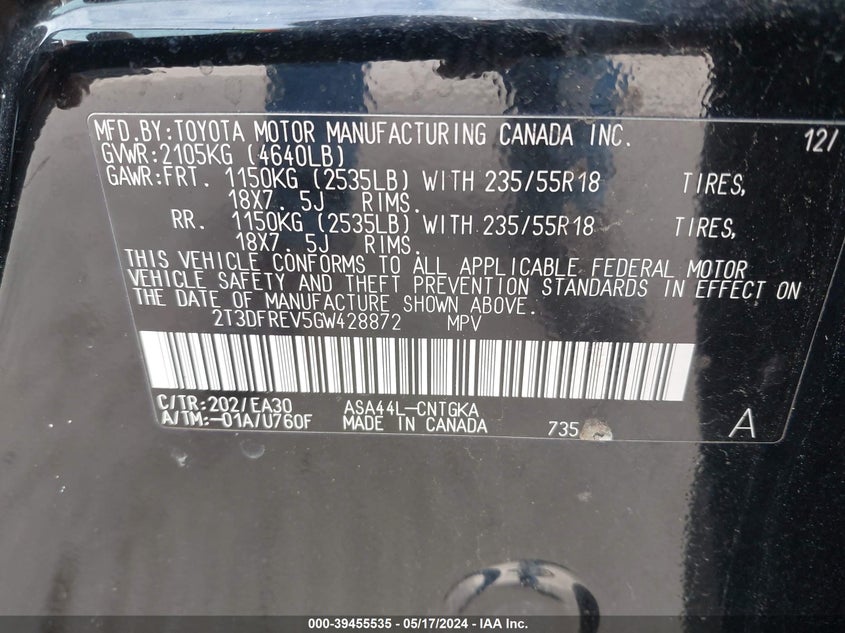 MFD.BY:TOYOTA MOTOR MANUFACTURING CANADA INC. 12/
GVWR:2105KG (4640LB)
GAWR:FRT. 1150KG (2535LB) WITH 235/55R18 TIRES,
18X7. 5J RIMS.
RR. 1150KG (2535LB) WITH 235/55R18 TIRES,
18X7. 5J RIMS.
THIS VEHICLE CONFORMS TO ALL APPLICABLE FEDERAL MOTOR
VEHICLE SAFETY AND THEFT PREVENTION STANDARDS IN EFFECT ON
THE DATE OF MANUFACTURE SHOWN ABOVE.
2T3DFREV5GW428872 MPV
C/TR:202/EA30 ASA44L-CNTGKA
A/TM:-01A/U760F MADE IN CANADA 735 A
000-39455535 - 05/17/2024 - IAA Inc.